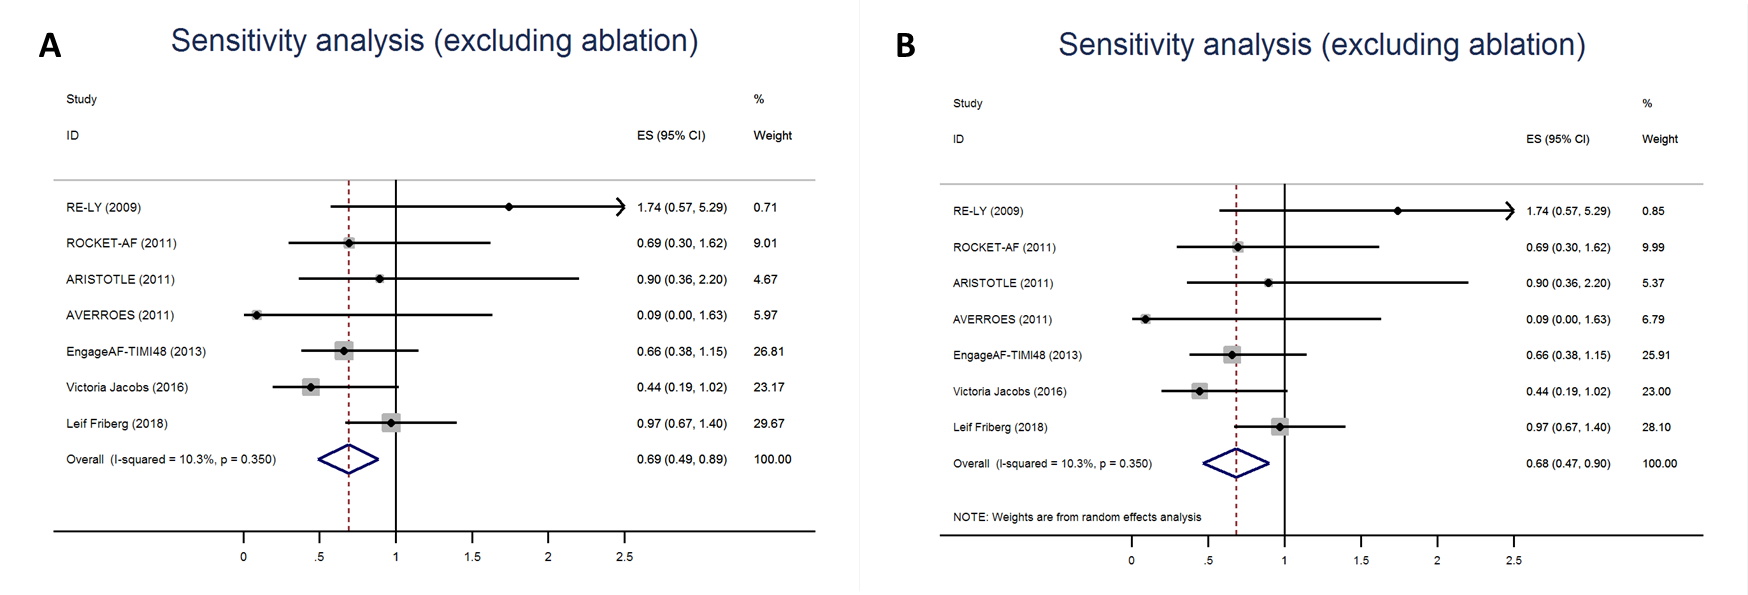 A
Sensitivity analysis (excluding ablation)
Study
%
ID
ES (95% CI)
Weight
RE-LY (2009)
1.74 (0.57, 5.29)
0.71
ROCKET-AF (2011)
0.69 (0.30, 1.62)
9.01
ARISTOTLE (2011)
0.90 (0.36, 2.20)
4.67
AVERROES (2011)
0.09 (0.00, 1.63)
5.97
EngageAF-TIMI48 (2013)
0.66 (0.38, 1.15)
26.81
Victoria Jacobs (2016)
0.44 (0.19, 1.02)
23.17
Leif Friberg (2018)
0.97 (0.67, 1.40)
29.67
Overall (I-squared = 10.3%, p = 0.350)
0.69 (0.49, 0.89)
100.00
0
.5
1
1.5
2
2.5
B
Sensitivity analysis (excluding ablation)
Study
%
ID
ES (95% CI)
Weight
RE-LY (2009)
1.74 (0.57, 5.29)
0.85
ROCKET-AF (2011)
0.69 (0.30, 1.62)
9.99
ARISTOTLE (2011)
0.90 (0.36, 2.20)
5.37
AVERROES (2011)
0.09 (0.00, 1.63)
6.79
EngageAF-TIMI48 (2013)
0.66 (0.38, 1.15)
25.91
Victoria Jacobs (2016)
0.44 (0.19, 1.02)
23.00
Leif Friberg (2018)
0.97 (0.67, 1.40)
28.10
Overall (I-squared = 10.3%, p = 0.350)
0.68 (0.47, 0.90)
100.00
NOTE: Weights are from random effects analysis
0
.5
1
1.5
2
2.5